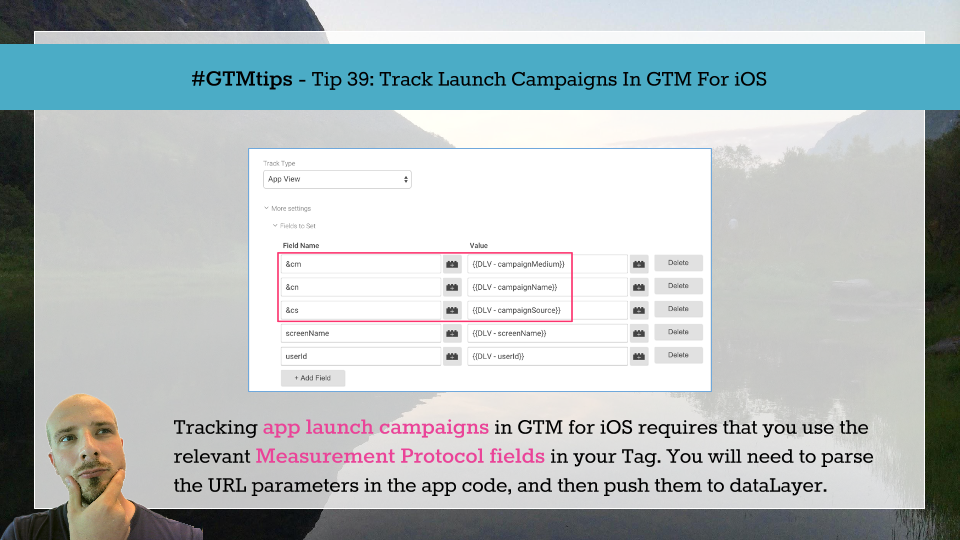 #GTMtips - Tip 39: Track Launch Campaigns In GTM For iOS
Track Type
App View
More settings
Fields to Set
Field Name Value
&cm {{DLV - campaignMedium}} Delete
&cn {{DLV - campaignName}} Delete
&cs {{DLV - campaignSource}} Delete
screenName {{DLV - screenName}} Delete
userId {{DLV - userId}} Delete
+ Add Field
Tracking app launch campaigns in GTM for iOS requires that you use the
relevant Measurement Protocol fields in your Tag. You will need to parse
the URL parameters in the app code, and then push them to dataLayer.